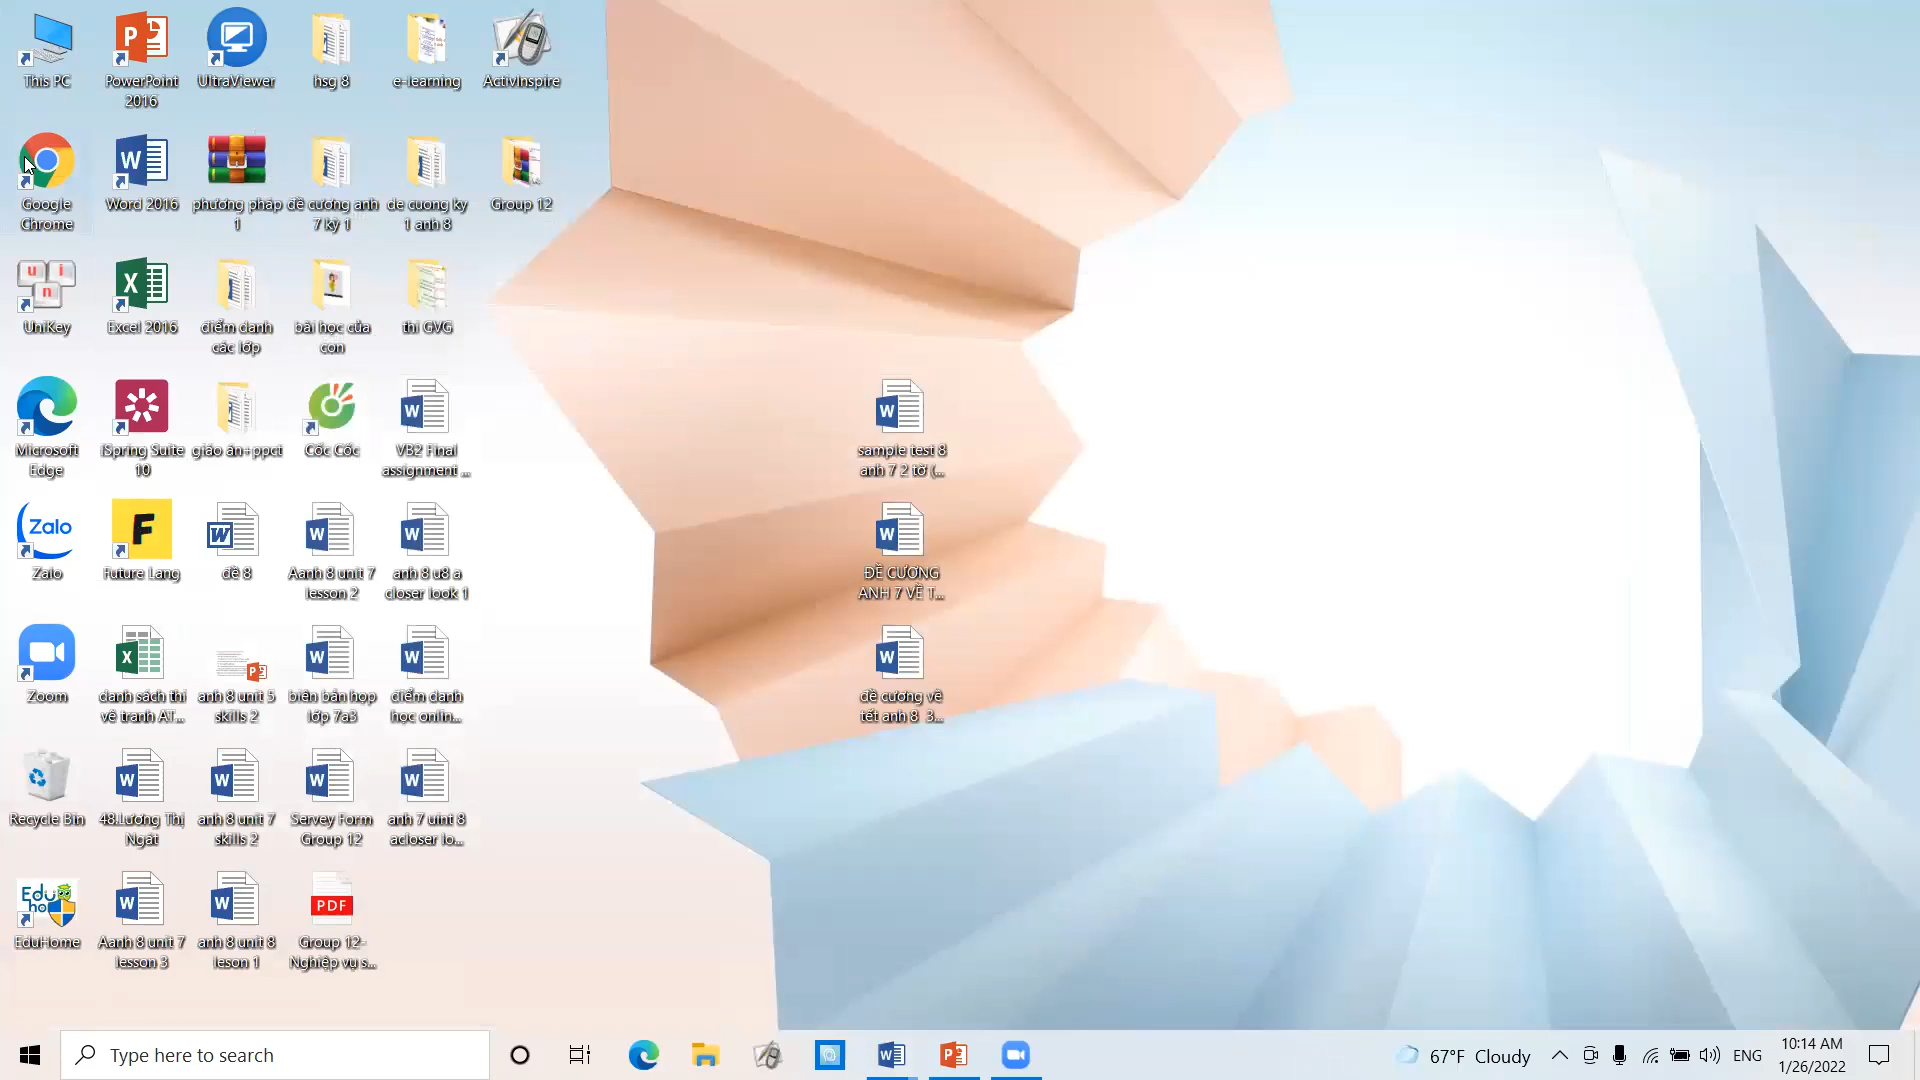 This PC
PowerPoint
2016
UltraViewer
hsg 8
e-learning
ActivInspire
Google
Chrome
Word 2016
phương pháp
1
đề cương anh
7 kỳ 1
de cuong ky
1 anh 8
Group 12
u i
n
UniKey
Excel 2016
điểm danh
các lớp
bài học của
con
thi GVG
Microsoft
Edge
iSpring Suite
10
giáo án+ppct
Cốc Cốc
VB2 Final
assignment ...
sample test 8
anh 7 2 tờ (...
Zalo
Zalo
F
Future Lang
đề 8
Aanh 8 unit 7
lesson 2
anh 8 u8 a
closer look 1
ĐỀ CƯƠNG
ANH 7 VỀ T...
Zoom
danh sách thi
vẽ tranh AT...
anh 8 unit 5
skills 2
biên bản họp
lớp 7a3
điểm danh
học onlin...
đề cương về
tết anh 8 3...
Recycle Bin
48.Lương Thị
Ngát
anh 8 unit 7
skills 2
Servey Form
Group 12
anh 7 uint 8
acloser lo...
Edu
ho
EduHome
Aanh 8 unit 7
lesson 3
anh 8 unit 8
leson 1
PDF
Group 12-
Nghiệp vụ s...
Type here to search
67°F Cloudy
ENG
10:14 AM
1/26/2022